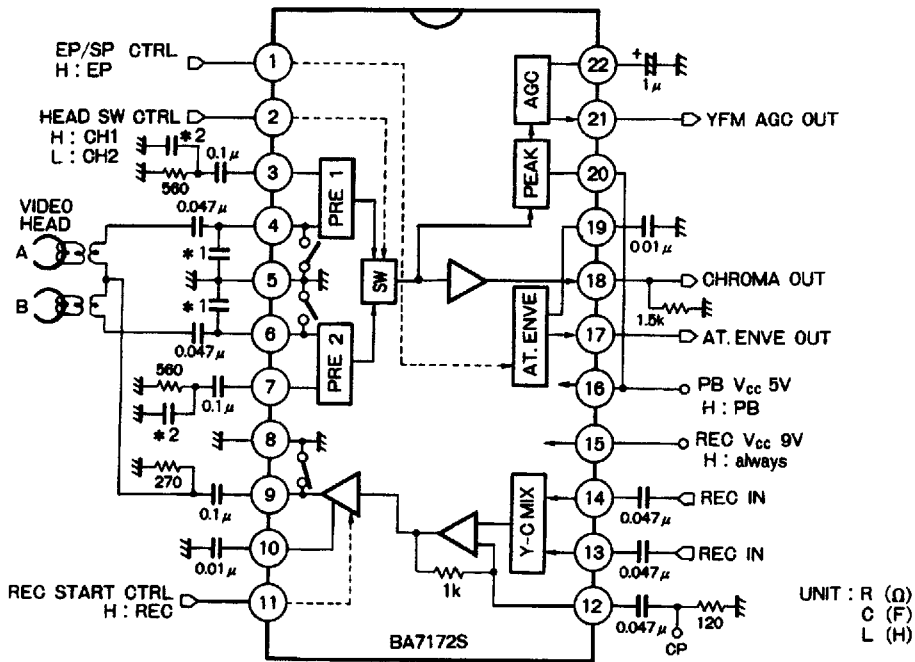 EP/SP CTRL
H : EP
HEAD SW CTRL
H : CH1
L : CH2
*2
0.1μ
560
VIDEO
HEAD
A
B
0.047μ
*1
*1
0.047μ
560
0.1μ
*2
270
0.1μ
0.01μ
REC START CTRL
H : REC
1
2
3
4
5
6
7
8
9
10
11
PRE 1
PRE 2
SW
AGC
PEAK
AT. ENVE
Y-C MIX
1k
BA7172S
22
21
20
19
18
17
16
15
14
13
12
+
1μ
YFM AGC OUT
0.01μ
CHROMA OUT
1.5k
AT. ENVE OUT
PB Vcc 5V
H : PB
REC Vcc 9V
H : always
REC IN
0.047μ
REC IN
0.047μ
0.047μ
120
CP
UNIT : R (Ω)
C (F)
L (H)